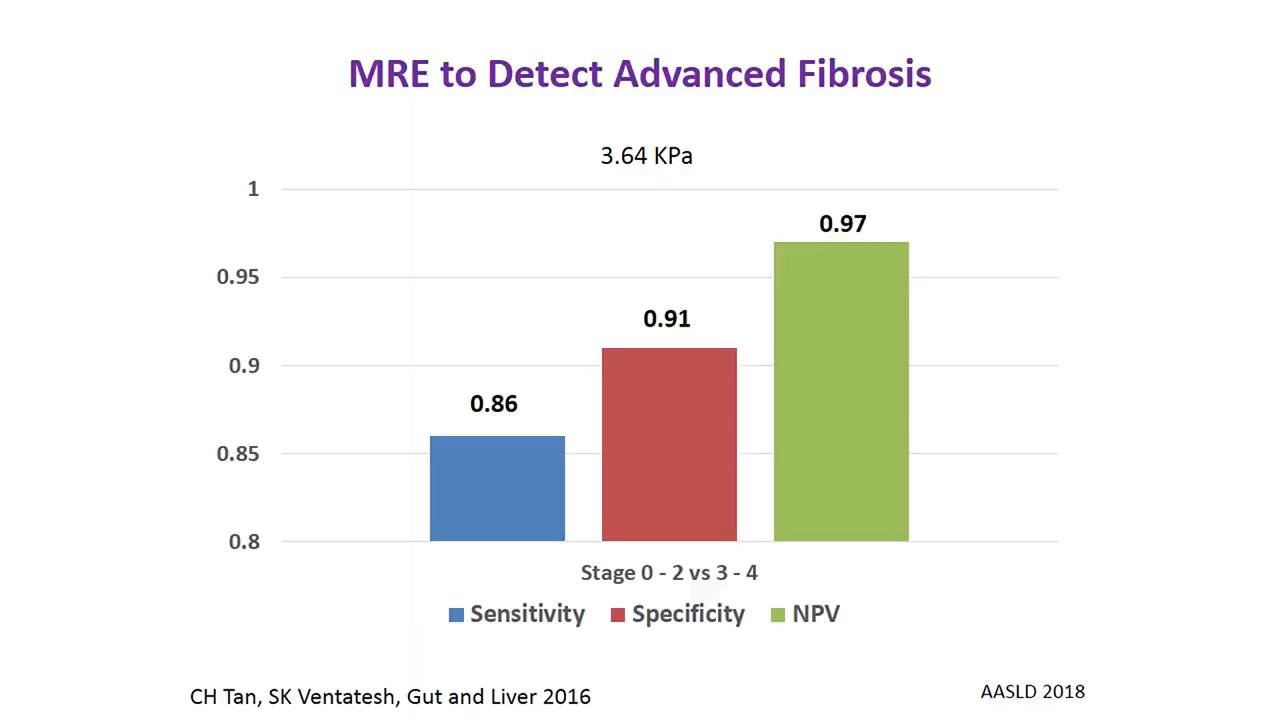 MRE to Detect Advanced Fibrosis
3.64 KPa
1
0.95
0.9
0.85
0.8
0.86
0.91
0.97
Stage 0 - 2 vs 3 - 4
Sensitivity
Specificity
NPV
CH Tan, SK Ventatesh, Gut and Liver 2016
AASLD 2018